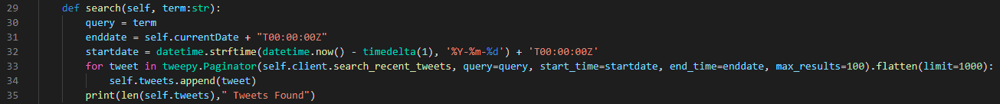 29 def search(self, term:str):
30 query = term
31 enddate = self.currentDate + "T00:00:00Z"
32 startdate = datetime.strftime(datetime.now() - timedelta(1), '%Y-%m-%d') + 'T00:00:00Z'
33 for tweet in tweepy.Paginator(self.client.search_recent_tweets, query=query, start_time=startdate, end_time=enddate, max_results=100).flatten(limit=1000):
34 self.tweets.append(tweet)
35 print(len(self.tweets)," Tweets Found")